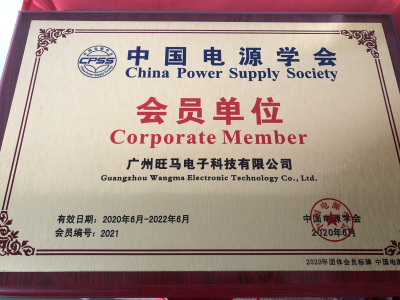 CPSS
中国电源学会
China Power Supply Society
会员单位
Corporate Member
广州旺马电子科技有限公司
Guangzhou Wangma Electronic Technology Co., Ltd.
有效日期：2020年6月-2022年6月
会员编号：2021
中国电源学会
2020年6月
2020年团体会员标牌 中国电源